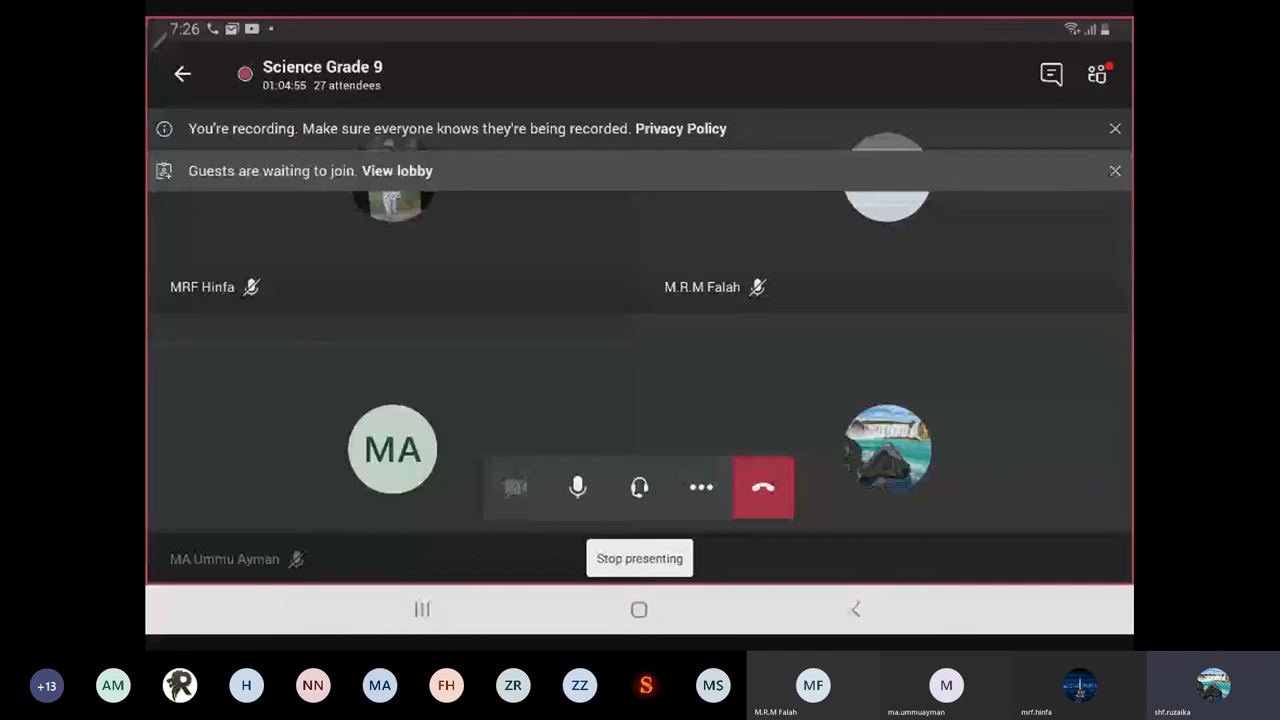 7:26
Science Grade 9
01:04:55 27 attendees
You're recording. Make sure everyone knows they're being recorded. Privacy Policy
Guests are waiting to join. View lobby
MRF Hinfa
M.R.M Falah
MA
MA Ummu Ayman
Stop presenting
+13
AM
R
H
NN
MA
FH
ZR
ZZ
S
MS
MF
M
M.R.M Falah
ma.ummuayman
mrf.hinfa
shf.ruzaika